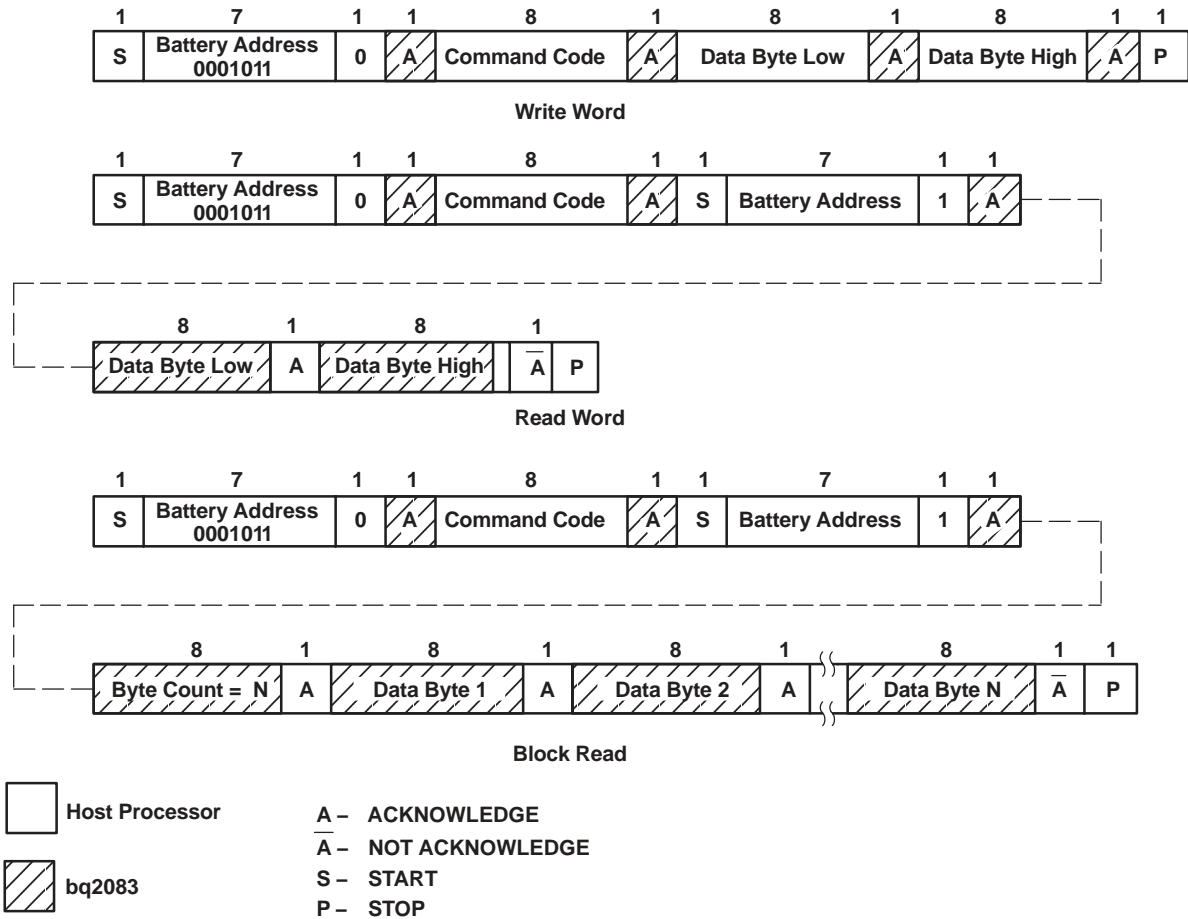 1 7 1 1 8 1 8 1 8 1 1
S Battery Address 0 A Command Code A Data Byte Low A Data Byte High A P
0001011
Write Word
1 7 1 1 8 1 1 7 1 1
S Battery Address 0 A Command Code A S Battery Address 1 A
0001011
8 1 8 1
Data Byte Low A Data Byte High A̅ P
Read Word
1 7 1 1 8 1 1 7 1 1
S Battery Address 0 A Command Code A S Battery Address 1 A
0001011
8 1 8 1 8 1 8 1 1
Byte Count = N A Data Byte 1 A Data Byte 2 A Data Byte N A̅ P
Block Read
Host Processor
bq2083
A – ACKNOWLEDGE
A̅ – NOT ACKNOWLEDGE
S – START
P – STOP